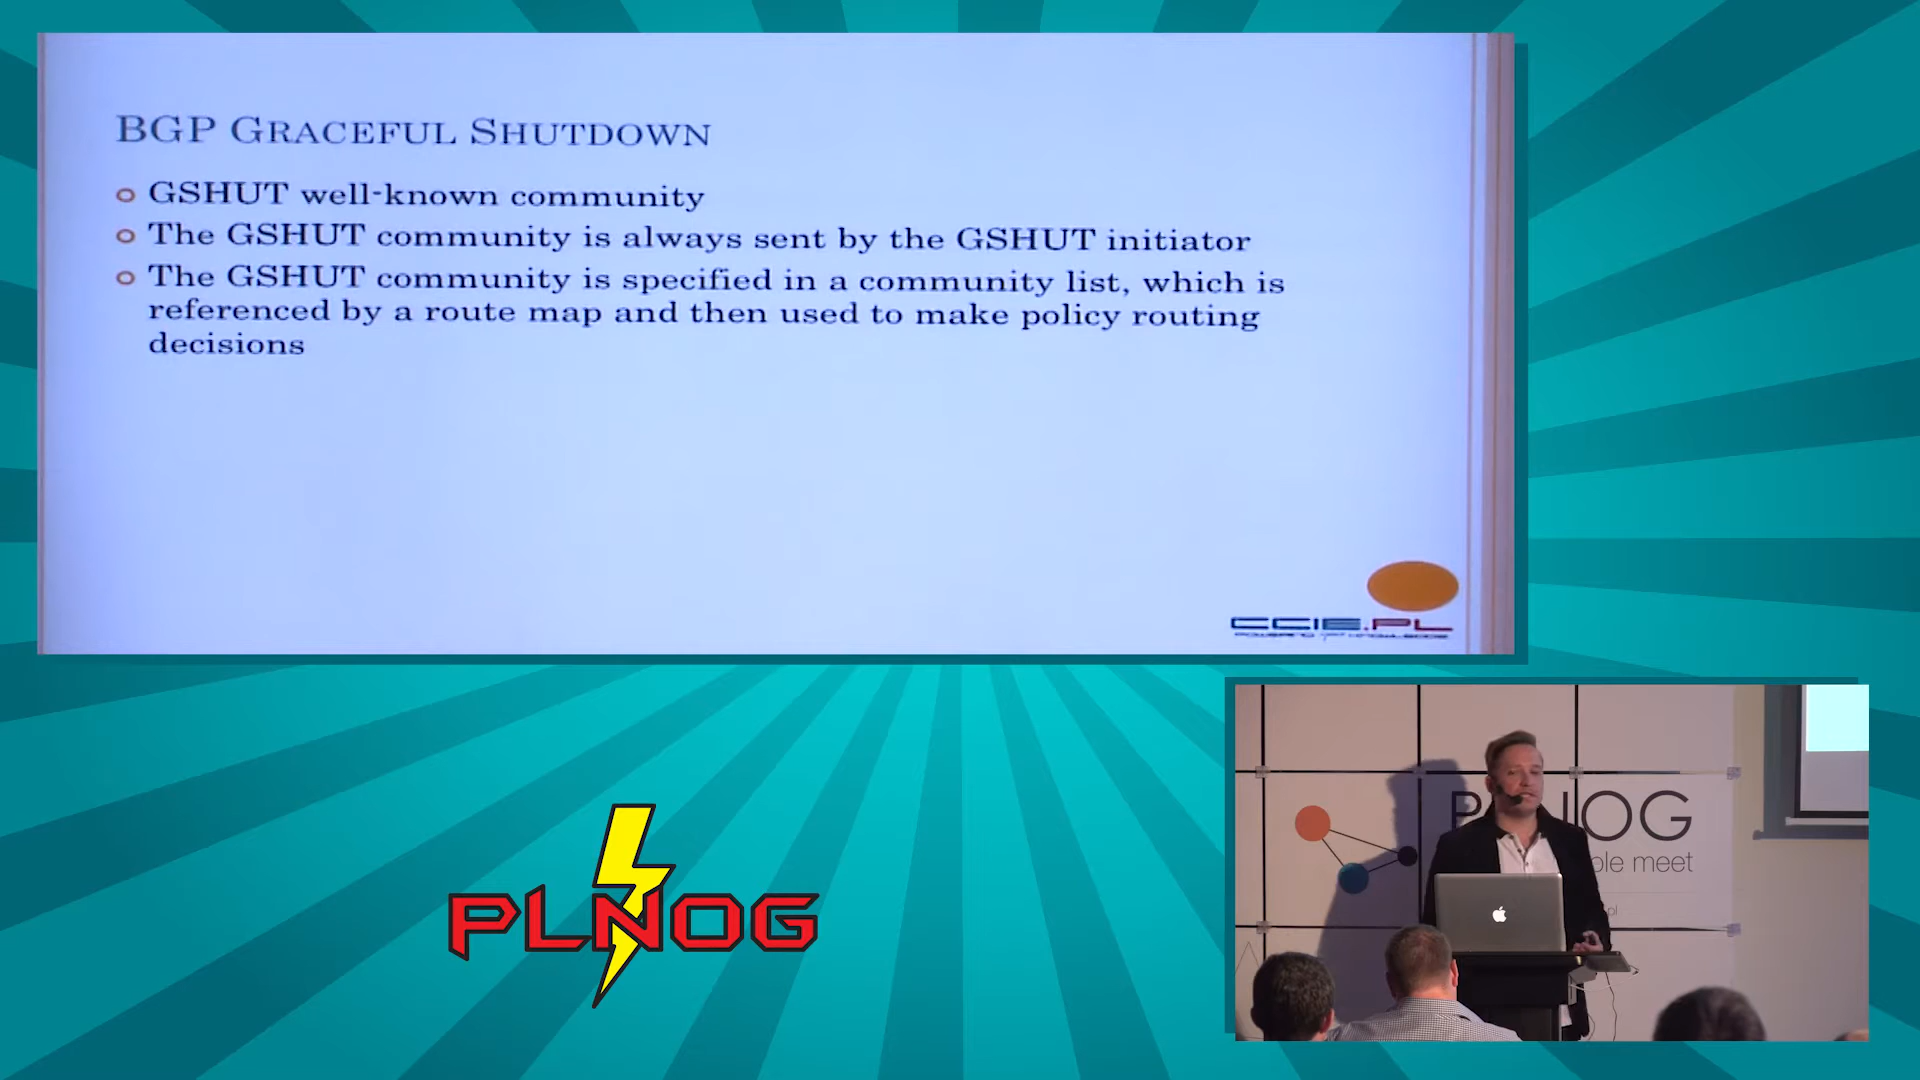 BGP GRACEFUL SHUTDOWN
GSHUT well-known community
The GSHUT community is always sent by the GSHUT initiator
The GSHUT community is specified in a community list, which is
referenced by a route map and then used to make policy routing
decisions
CCIE.PL
PLNOG
OG
ple meet
pl